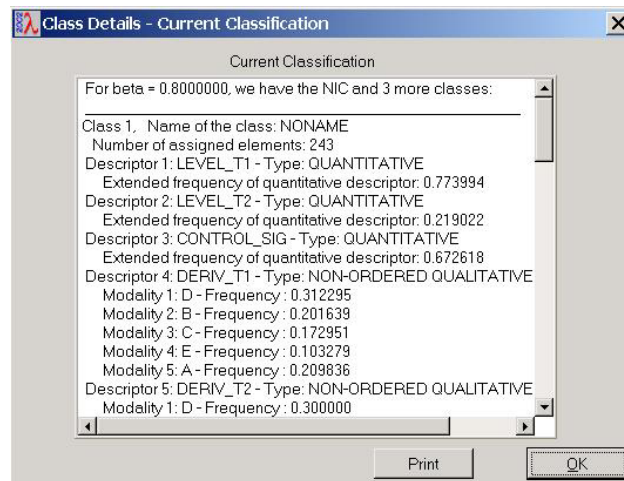 Class Details - Current Classification
Current Classification
For beta = 0.8000000, we have the NIC and 3 more classes:
Class 1, Name of the class: NONAME
Number of assigned elements: 243
Descriptor 1: LEVEL_T1 - Type: QUANTITATIVE
Extended frequency of quantitative descriptor: 0.773994
Descriptor 2: LEVEL_T2 - Type: QUANTITATIVE
Extended frequency of quantitative descriptor: 0.219022
Descriptor 3: CONTROL_SIG - Type: QUANTITATIVE
Extended frequency of quantitative descriptor: 0.672618
Descriptor 4: DERIV_T1 - Type: NON-ORDERED QUALITATIVE
Modality 1: D - Frequency : 0.312295
Modality 2: B - Frequency : 0.201639
Modality 3: C - Frequency : 0.172951
Modality 4: E - Frequency : 0.103279
Modality 5: A - Frequency : 0.209836
Descriptor 5: DERIV_T2 - Type: NON-ORDERED QUALITATIVE
Modality 1: D - Frequency : 0.300000
Print
OK